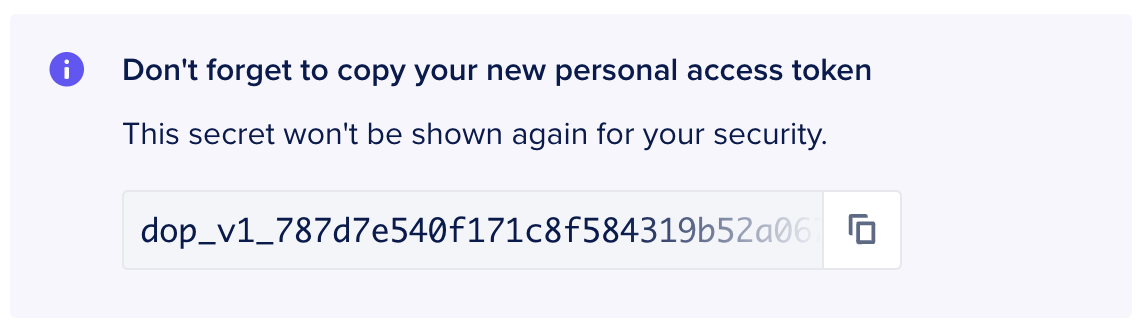 Don't forget to copy your new personal access token
This secret won't be shown again for your security.
dop_v1_787d7e540f171c8f584319b52a06